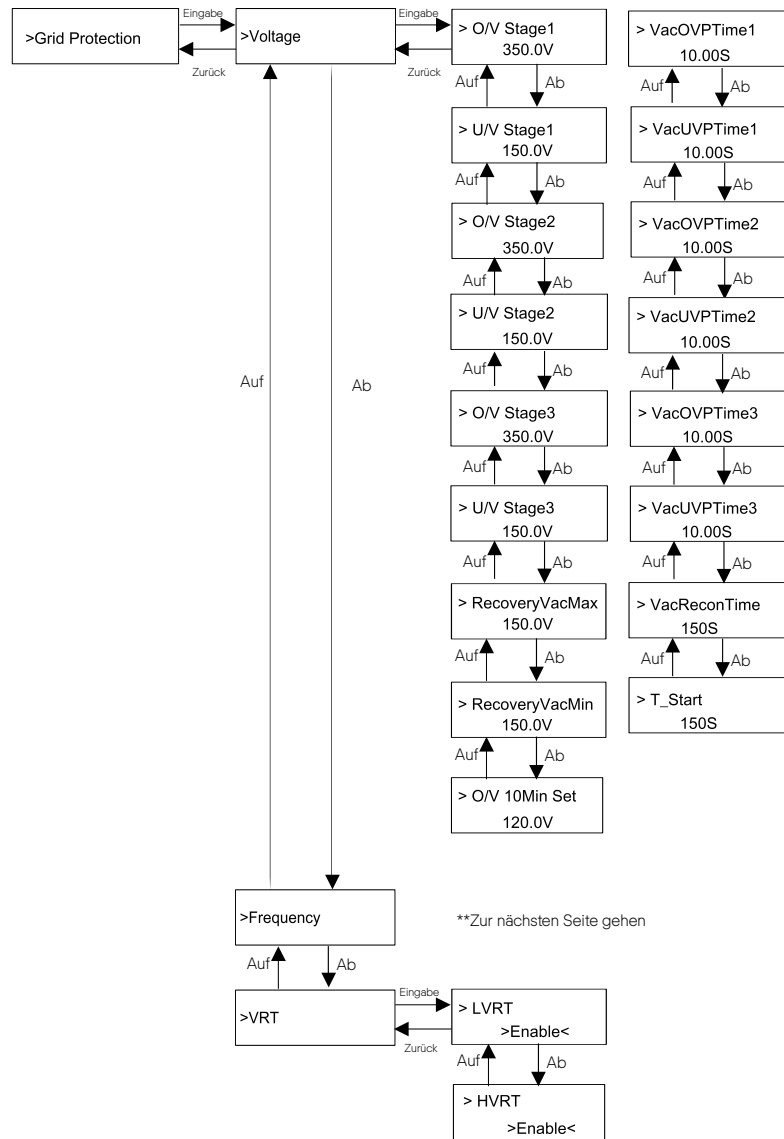 >Grid Protection
Eingabe
Zurück
>Voltage
Eingabe
Zurück
> O/V Stage1
350.0V
Auf
Ab
> U/V Stage1
150.0V
Auf
Ab
> O/V Stage2
350.0V
Auf
Ab
> U/V Stage2
150.0V
Auf
Ab
> O/V Stage3
350.0V
Auf
Ab
> U/V Stage3
150.0V
Auf
Ab
> RecoveryVacMax
150.0V
Auf
Ab
> RecoveryVacMin
150.0V
Auf
Ab
> O/V 10Min Set
120.0V
> VacOVPTime1
10.00S
Auf
Ab
> VacUVPTime1
10.00S
Auf
Ab
> VacOVPTime2
10.00S
Auf
Ab
> VacUVPTime2
10.00S
Auf
Ab
> VacOVPTime3
10.00S
Auf
Ab
> VacUVPTime3
10.00S
Auf
Ab
> VacReconTime
150S
Auf
Ab
> T_Start
150S
Auf
Ab
>Frequency
**Zur nächsten Seite gehen
Auf
Ab
>VRT
Eingabe
Zurück
> LVRT
>Enable<
Auf
Ab
> HVRT
>Enable<